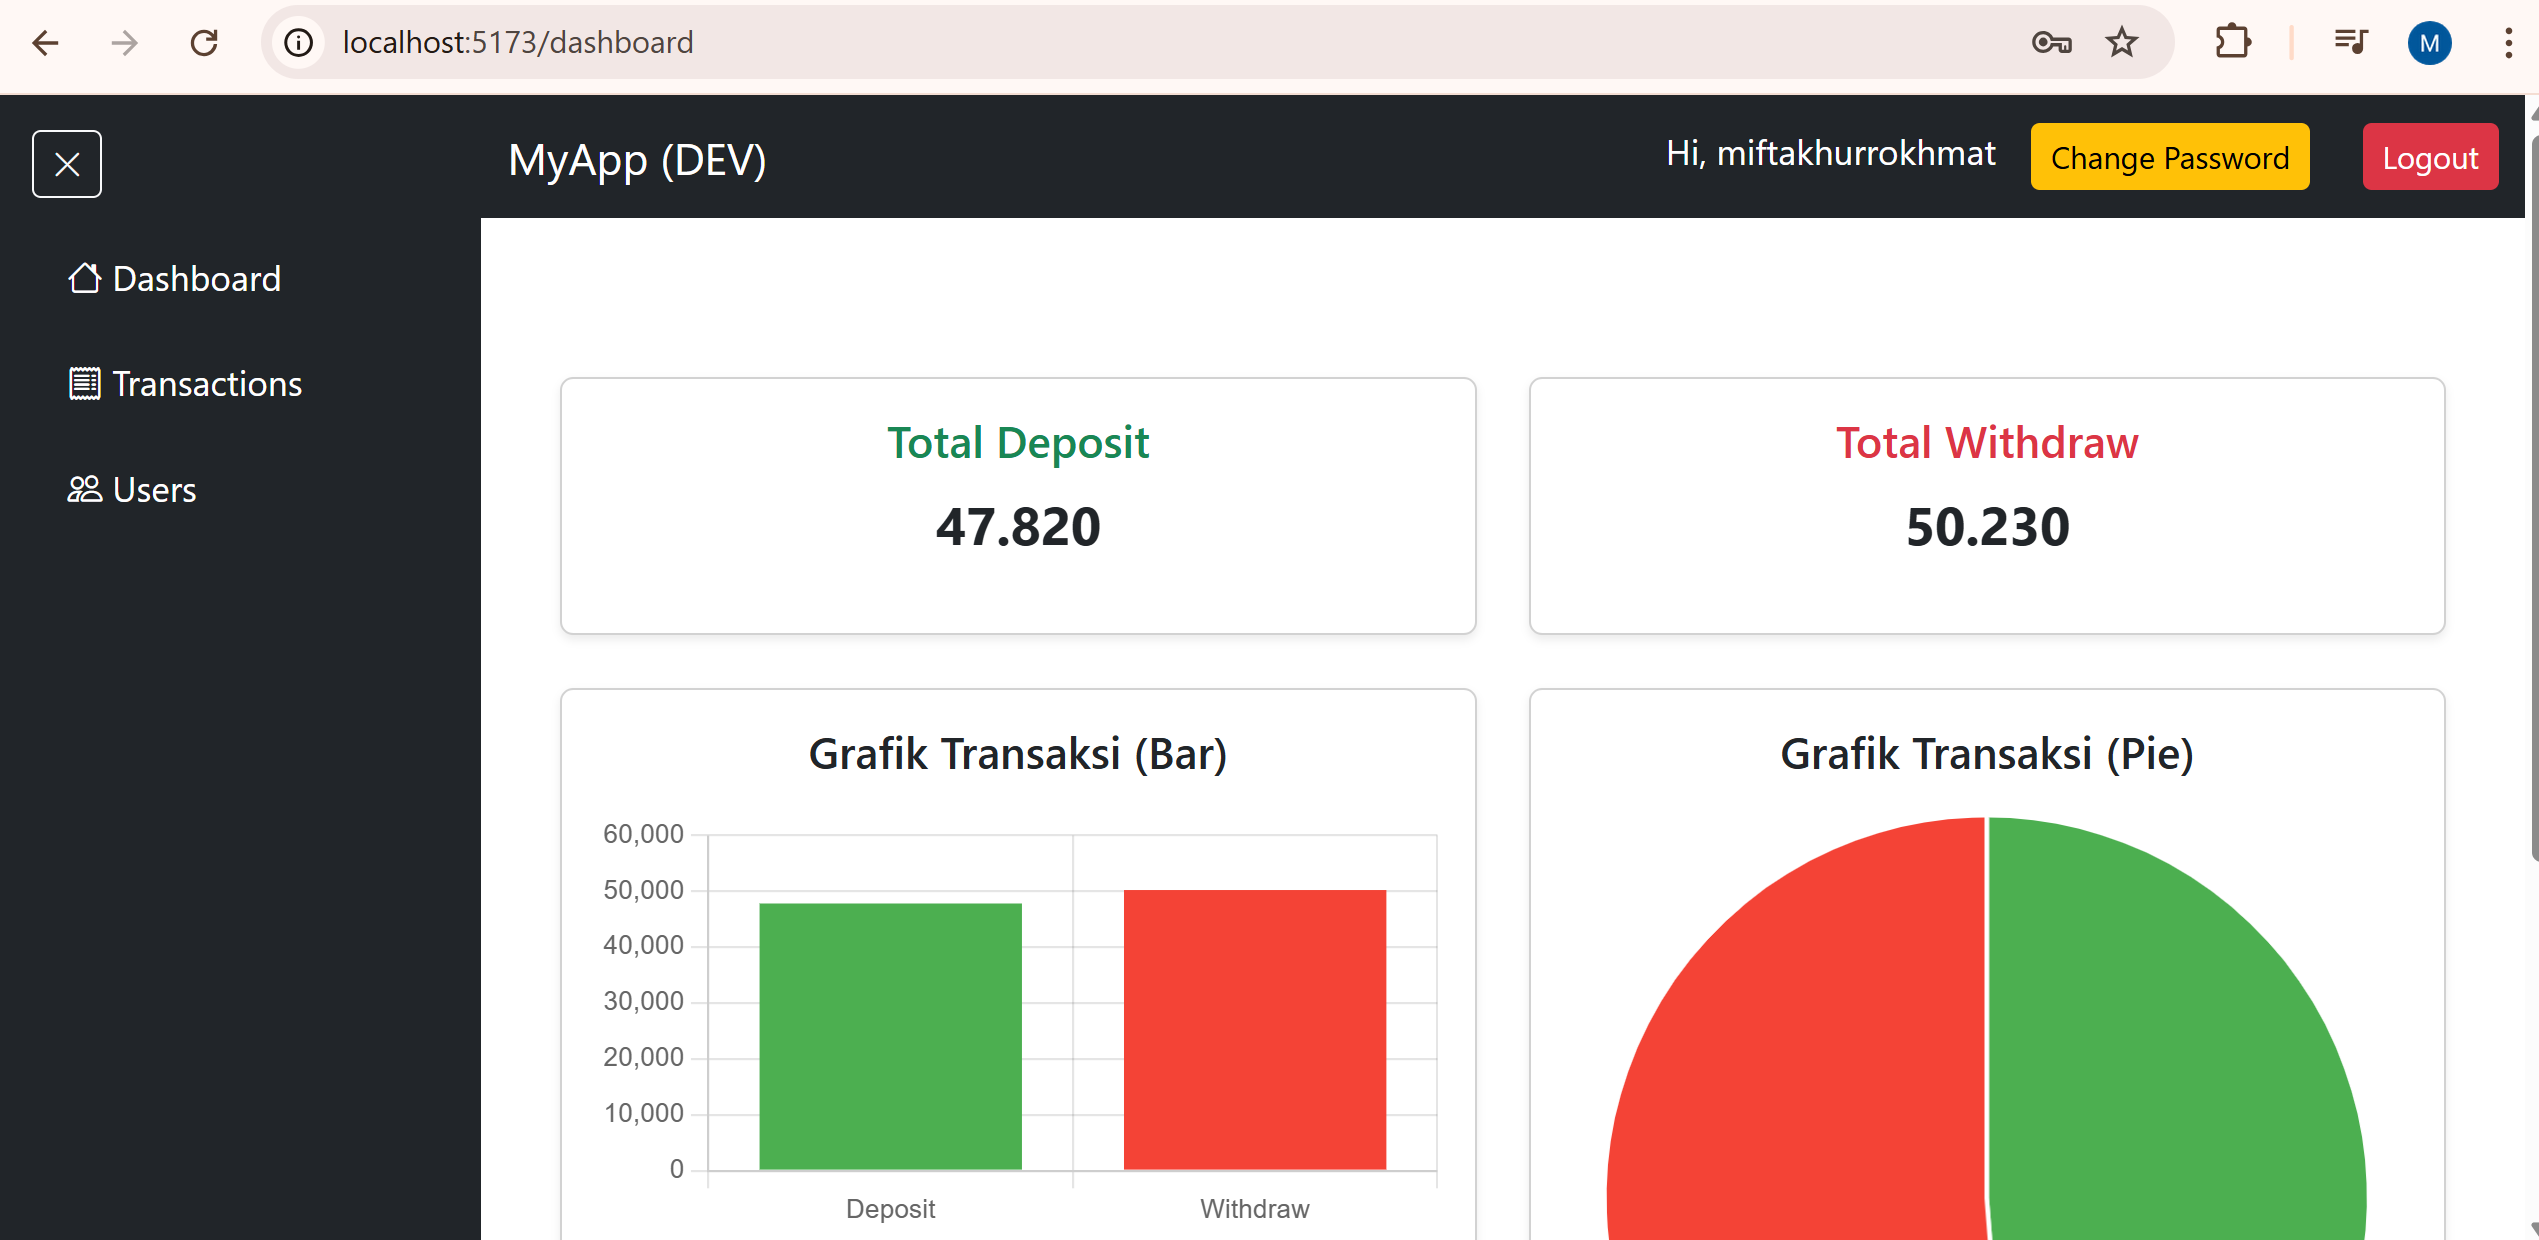 localhost:5173/dashboard
M
MyApp (DEV)
Hi, miftakhurrokhmat
Change Password
Logout
Dashboard
Transactions
Users
Total Deposit
47.820
Total Withdraw
50.230
Grafik Transaksi (Bar)
60,000
50,000
40,000
30,000
20,000
10,000
0
Deposit
Withdraw
Grafik Transaksi (Pie)